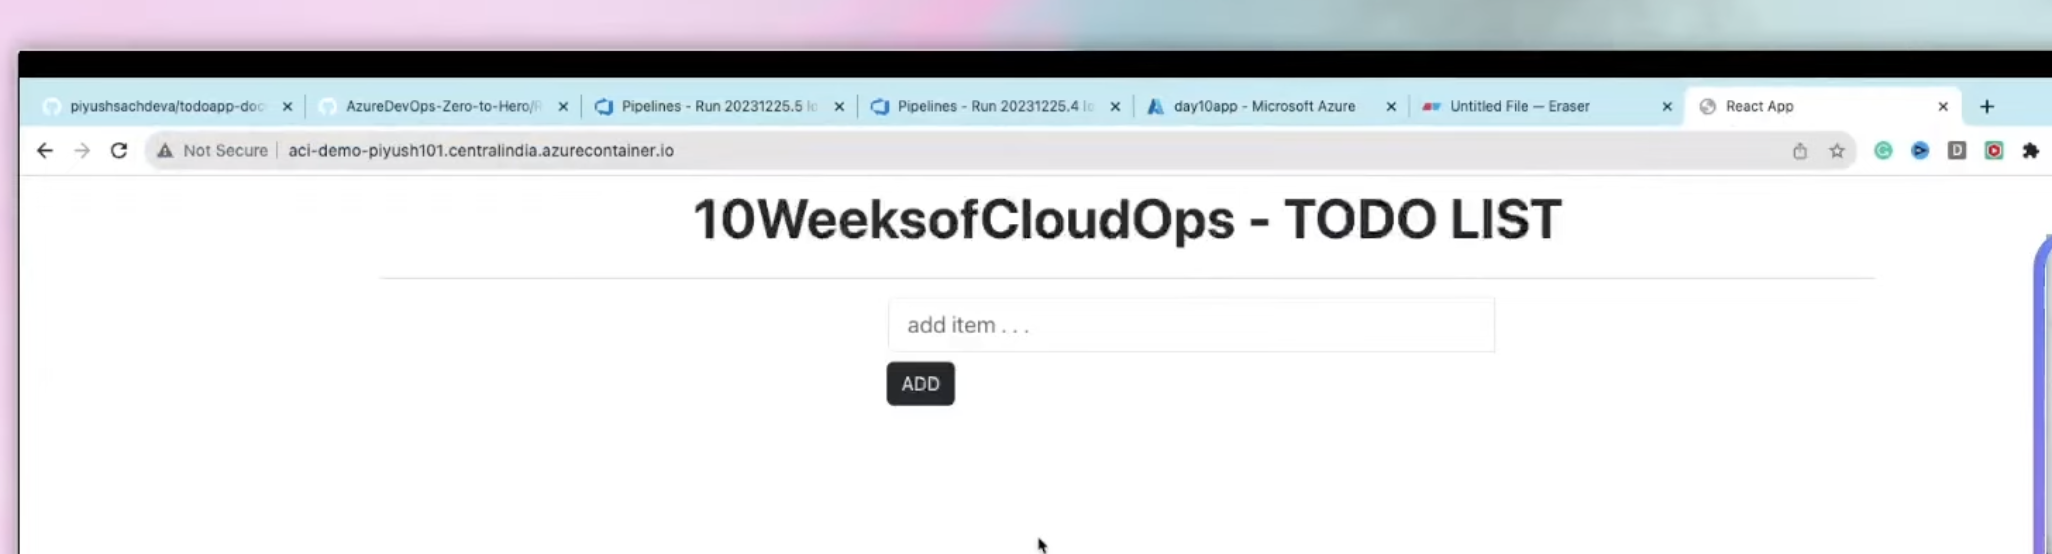 piyushsachdeva/todoapp-doc AzureDevOps-Zero-to-Hero/ Pipelines - Run 20231225.5 Pipelines - Run 20231225.4 day10app - Microsoft Azure Untitled File — Eraser React App
Not Secure aci-demo-piyush101.centralindia.azurecontainer.io
10WeeksofCloudOps - TODO LIST
add item . . .
ADD